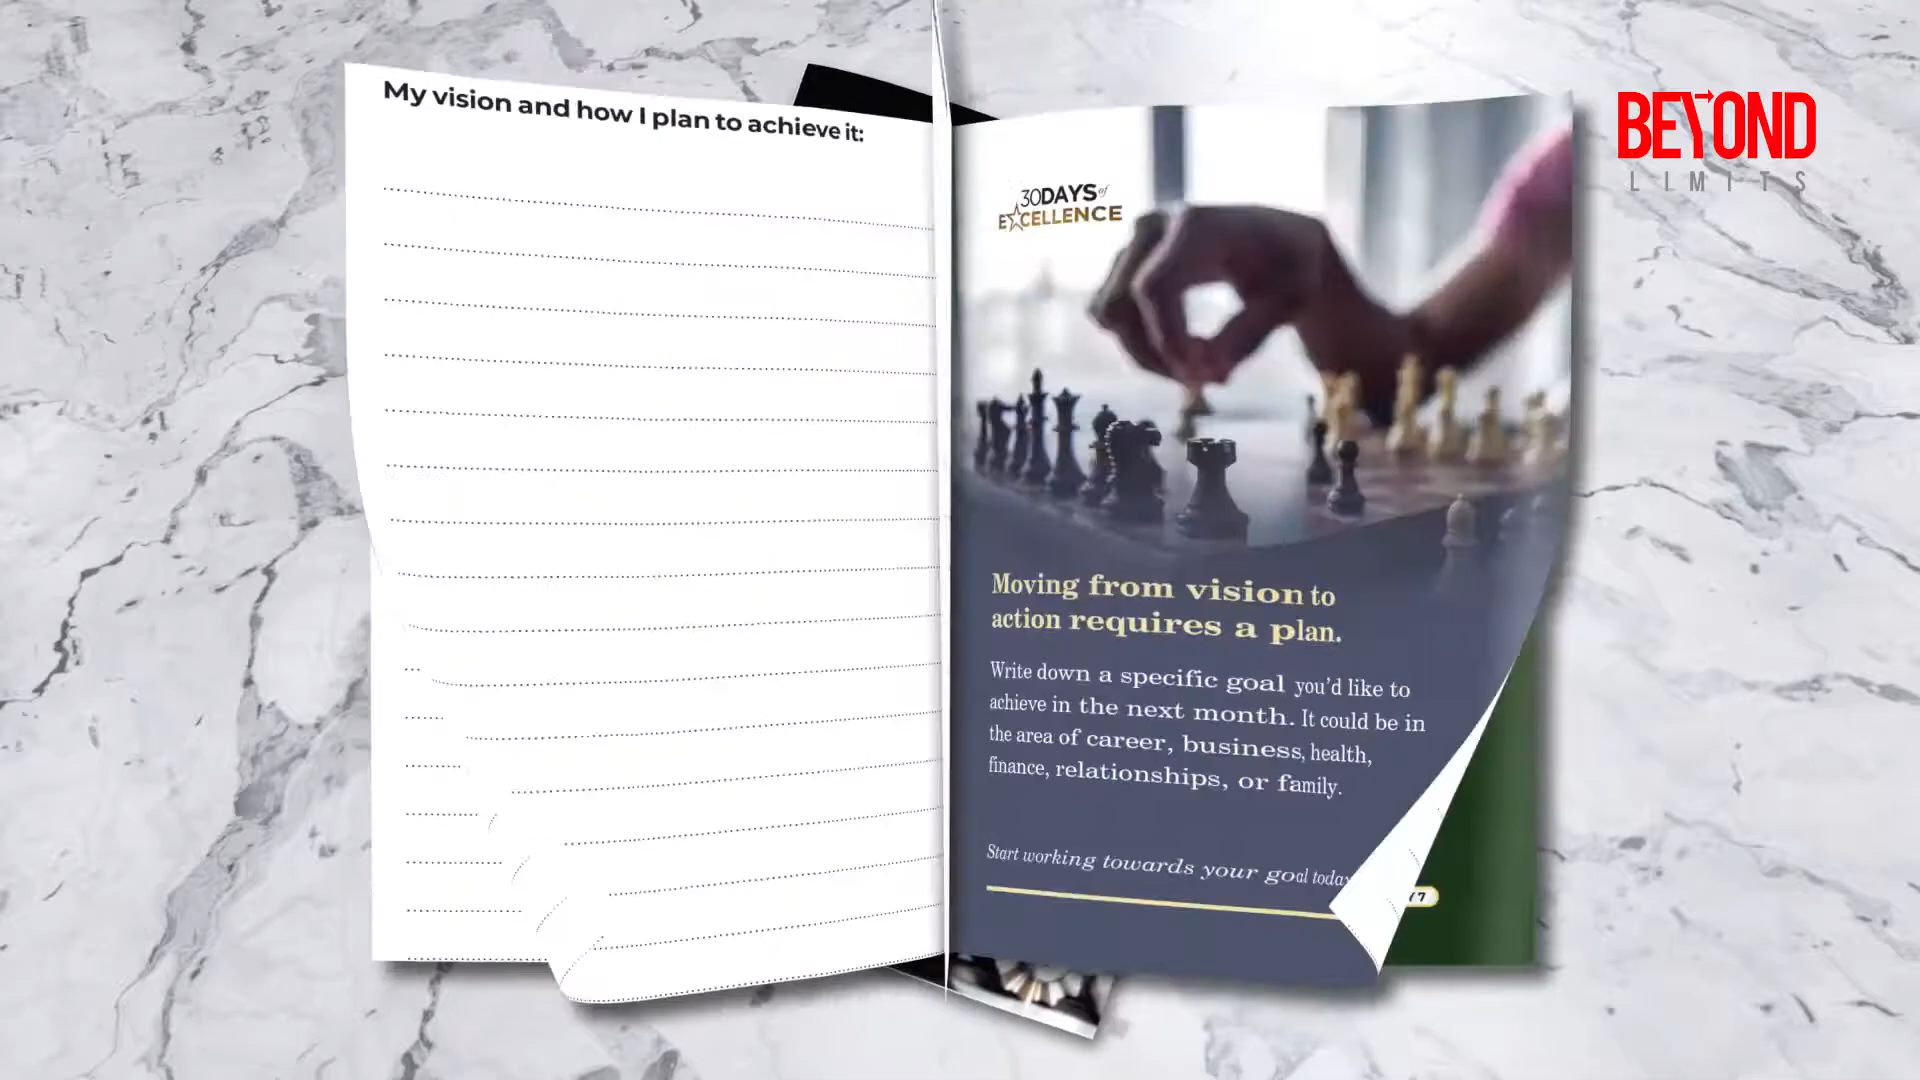 My vision and how I plan to achieve it:
30DAYS of
EXCELLENCE
Moving from vision to
action requires a plan.
Write down a specific goal you'd like to
achieve in the next month. It could be in
the area of career, business, health,
finance, relationships, or family.
Start working towards your goal
BEYOND
LIMITS